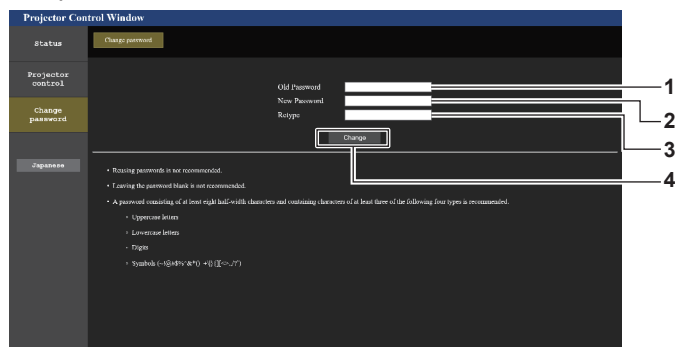 Projector Control Window
Status
Change password
Projector
control
Change
password
Japanese
Old Password
New Password
Retype
Change
1
2
3
4
• Reusing passwords is not recommended.
• Leaving the password blank is not recommended.
• A password consisting of at least eight half-width characters and containing characters of at least three of the following four types is recommended.
◦ Uppercase letters
◦ Lowercase letters
◦ Digits
◦ Symbols